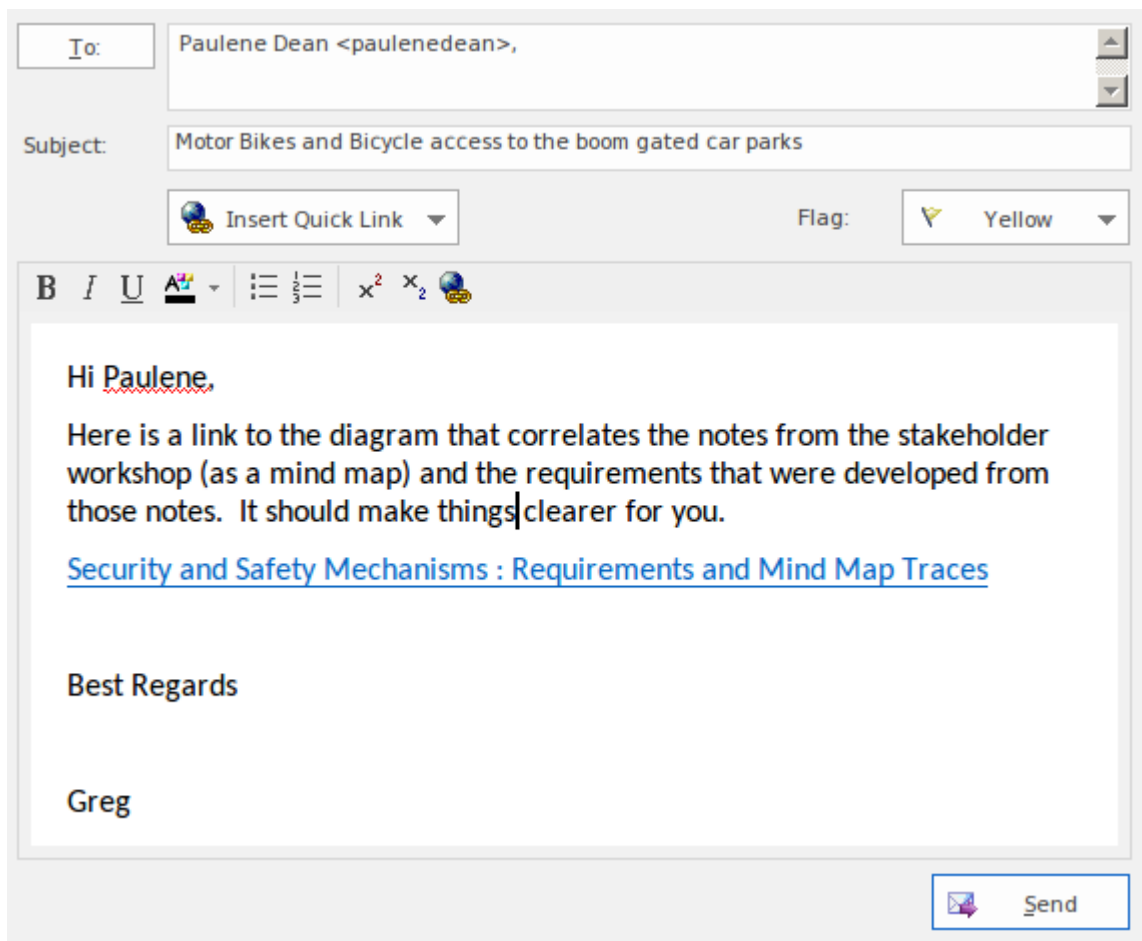 To:
Paulene Dean <paulenedean>,
Subject:
Motor Bikes and Bicycle access to the boom gated car parks
Insert Quick Link
Flag:
Yellow
B I U A x² x₂
Hi Paulene,
Here is a link to the diagram that correlates the notes from the stakeholder
workshop (as a mind map) and the requirements that were developed from
those notes.  It should make things clearer for you.
Security and Safety Mechanisms : Requirements and Mind Map Traces
Best Regards
Greg
Send